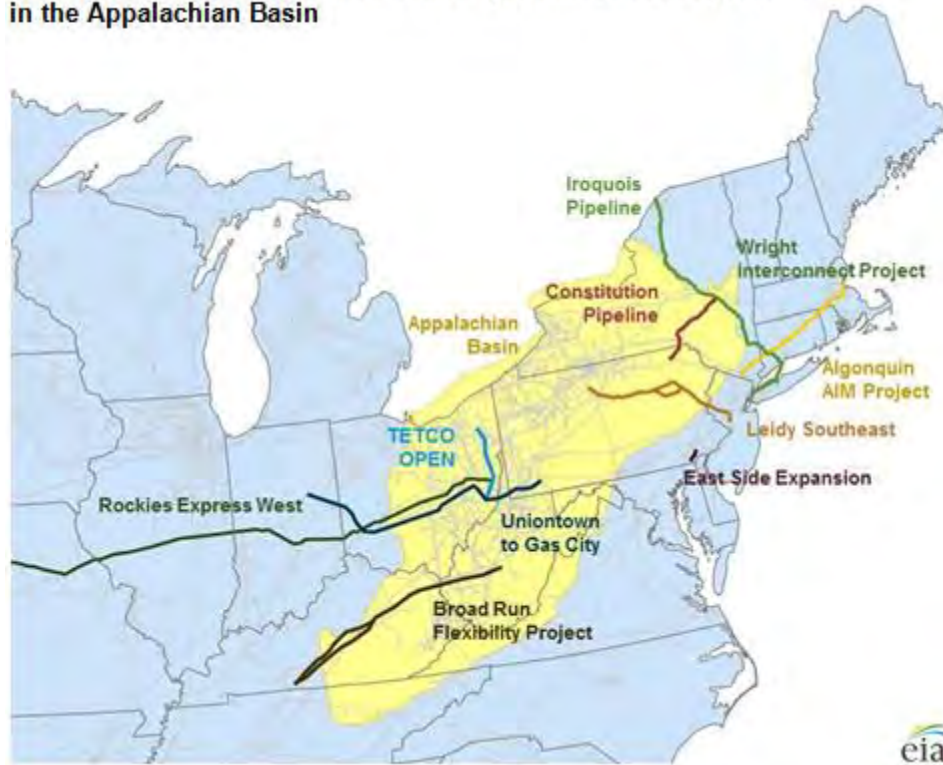 in the Appalachian Basin
Iroquois
Pipeline
Wright
Interconnect Project
Constitution
Pipeline
Appalachian
Basin
Algonquin
AIM Project
Leidy Southeast
TETCO
OPEN
East Side Expansion
Rockies Express West
Uniontown
to Gas City
Broad Run
Flexibility Project
eia